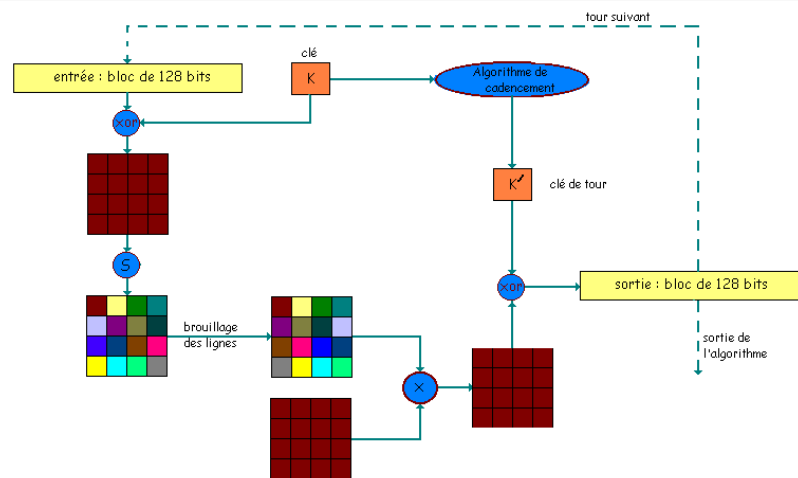 tour suivant
clé
entrée : bloc de 128 bits
K
Algorithme de
cadencement
xor
K'
clé de tour
S
xor
sortie : bloc de 128 bits
brouillage
des lignes
sortie de
l'algorithme
X